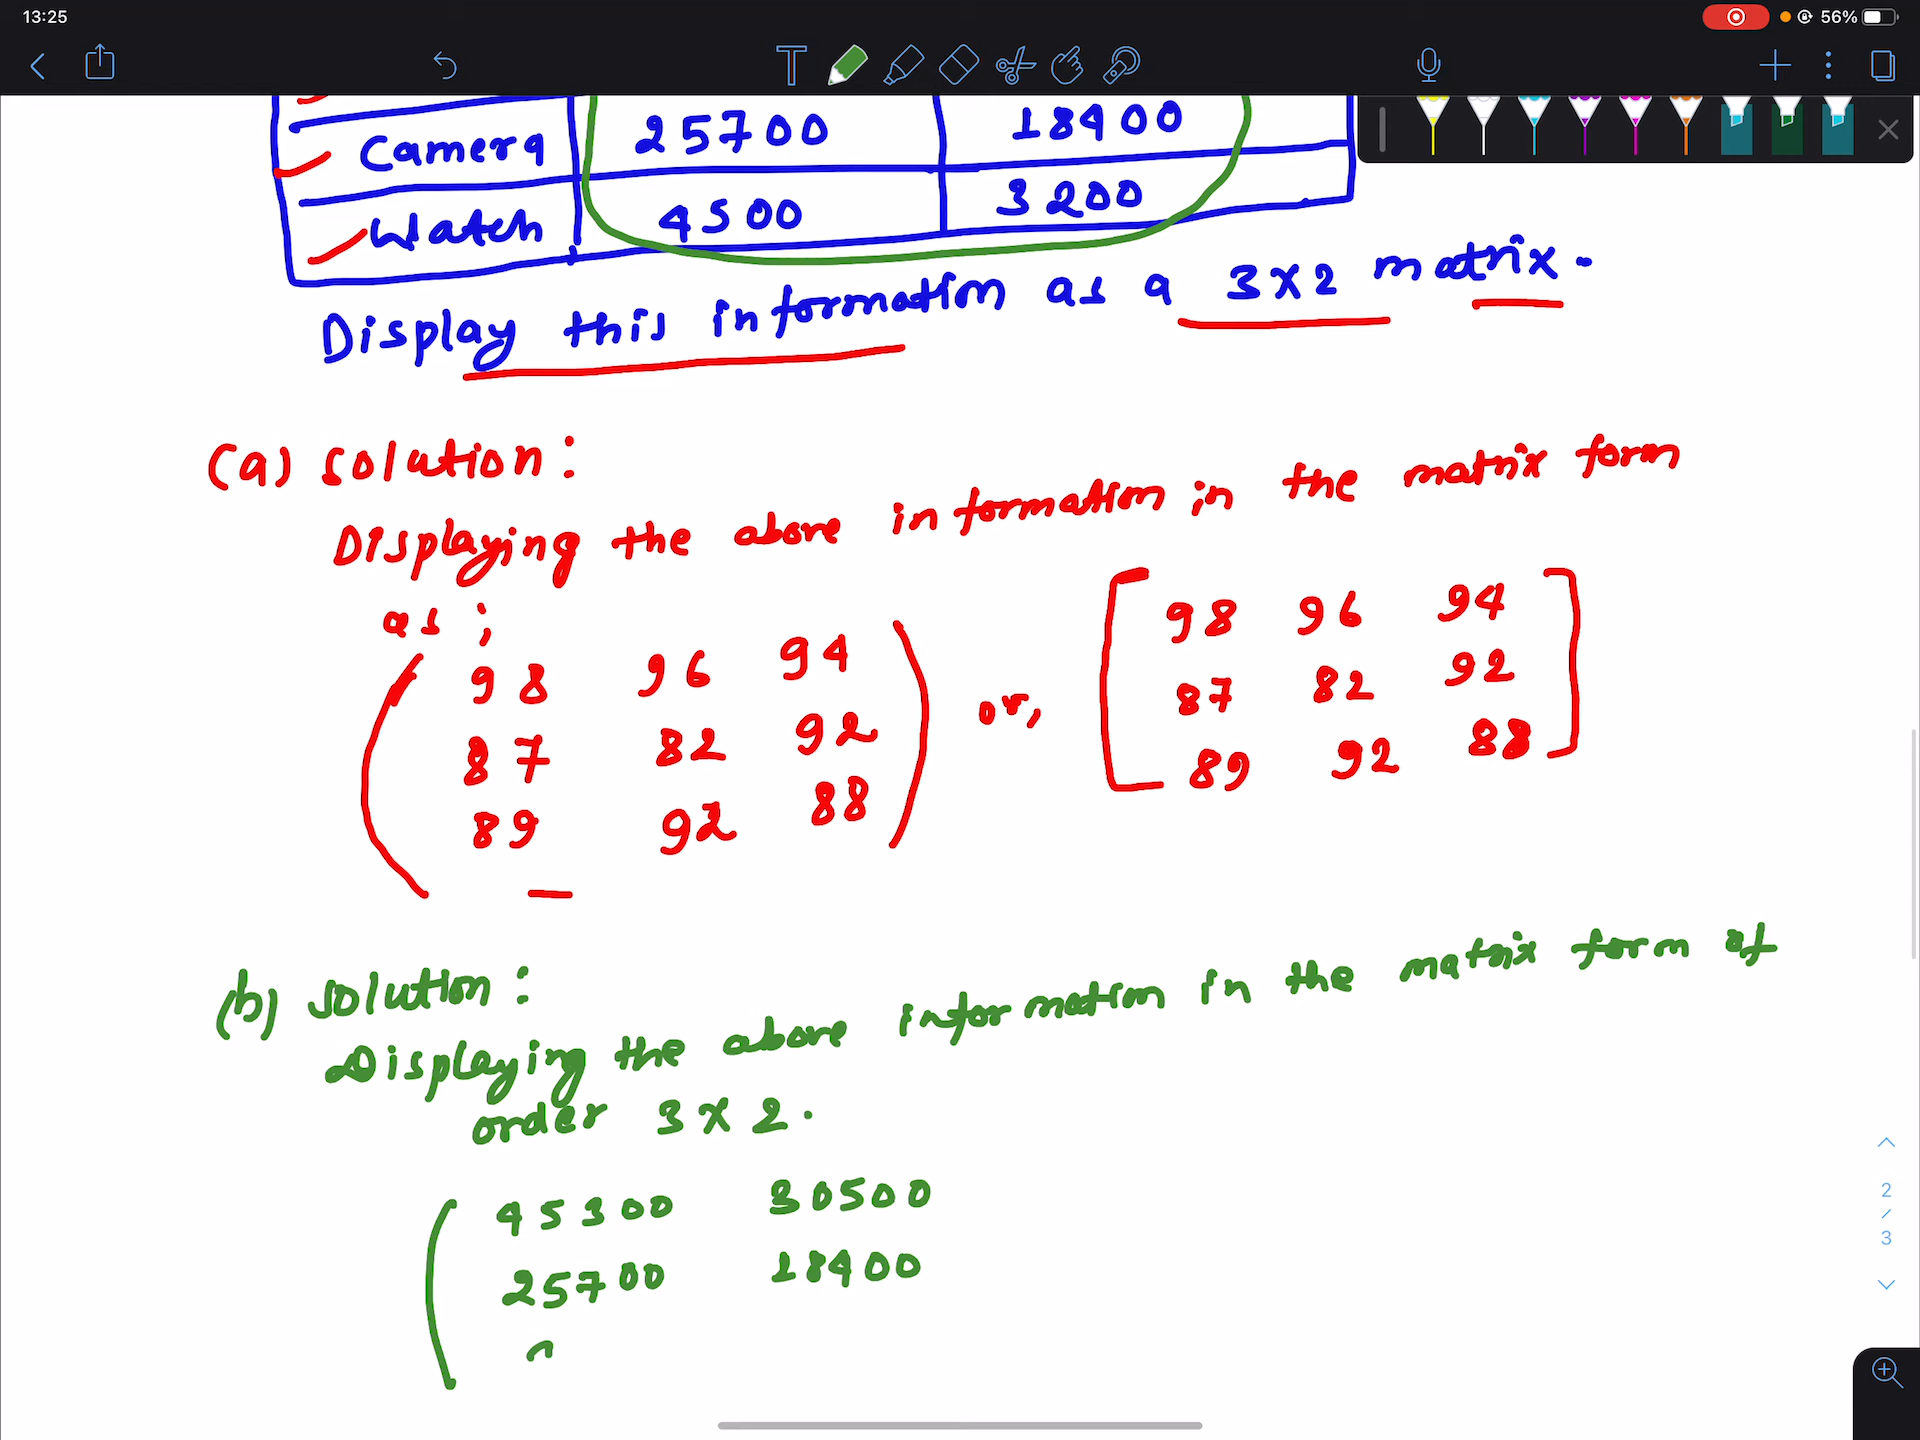 13:25
56%
Camera 25700 18400
Watch 4500 3200
Display this information as a 3x2 matrix.
(a) solution:
Displaying the above information in the matrix form
as ;
98 96 94
87 82 92
89 92 88
or,
98 96 94
87 82 92
89 92 88
(b) solution:
Displaying the above information in the matrix form of
order 3 x 2.
45300 30500
25700 18400
2
/
3